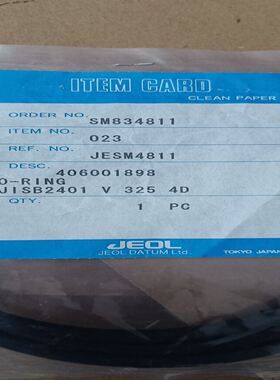 ITEM CARD
CLEAN PAPER
ORDER NO. SM834811
ITEM NO. 023
REF. NO. JESM4811
DESC. 406001898
O-RING
JISB2401 V 325 4D
QTY. 1 PC
JEOL
JEOL DATUM Ltd. TOKYO JAPAN